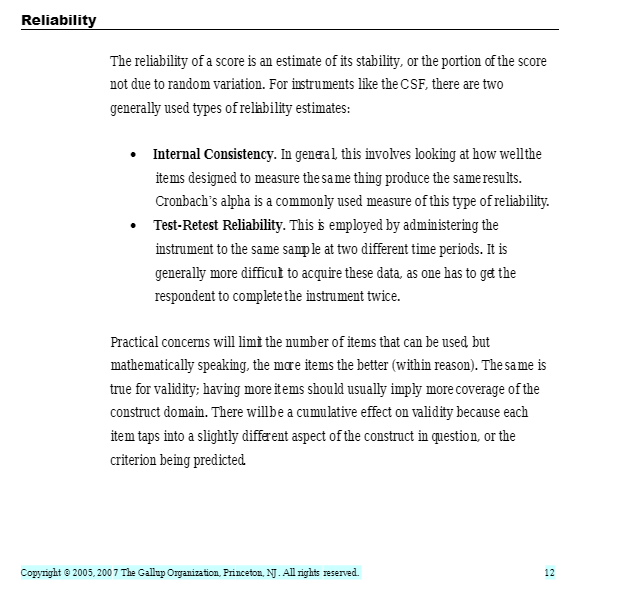 Reliability
The reliability of a score is an estimate of its stability, or the portion of the score
not due to random variation. For instruments like the CSF, there are two
generally used types of reliability estimates:
• Internal Consistency. In general, this involves looking at how well the
items designed to measure the same thing produce the same results.
Cronbach's alpha is a commonly used measure of this type of reliability.
• Test-Retest Reliability. This is employed by administering the
instrument to the same sample at two different time periods. It is
generally more difficult to acquire these data, as one has to get the
respondent to complete the instrument twice.
Practical concerns will limit the number of items that can be used, but
mathematically speaking, the more items the better (within reason). The same is
true for validity; having more items should usually imply more coverage of the
construct domain. There will be a cumulative effect on validity because each
item taps into a slightly different aspect of the construct in question, or the
criterion being predicted.
Copyright © 2005, 2007 The Gallup Organization, Princeton, NJ. All rights reserved. 12